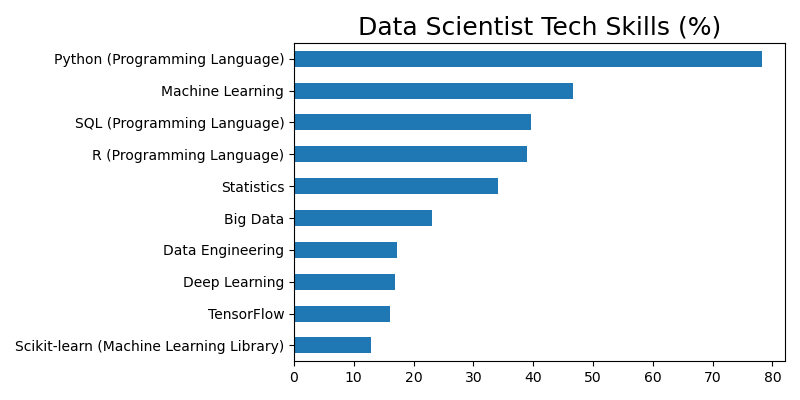 Data Scientist Tech Skills (%)
Python (Programming Language)
Machine Learning
SQL (Programming Language)
R (Programming Language)
Statistics
Big Data
Data Engineering
Deep Learning
TensorFlow
Scikit-learn (Machine Learning Library)
0 10 20 30 40 50 60 70 80